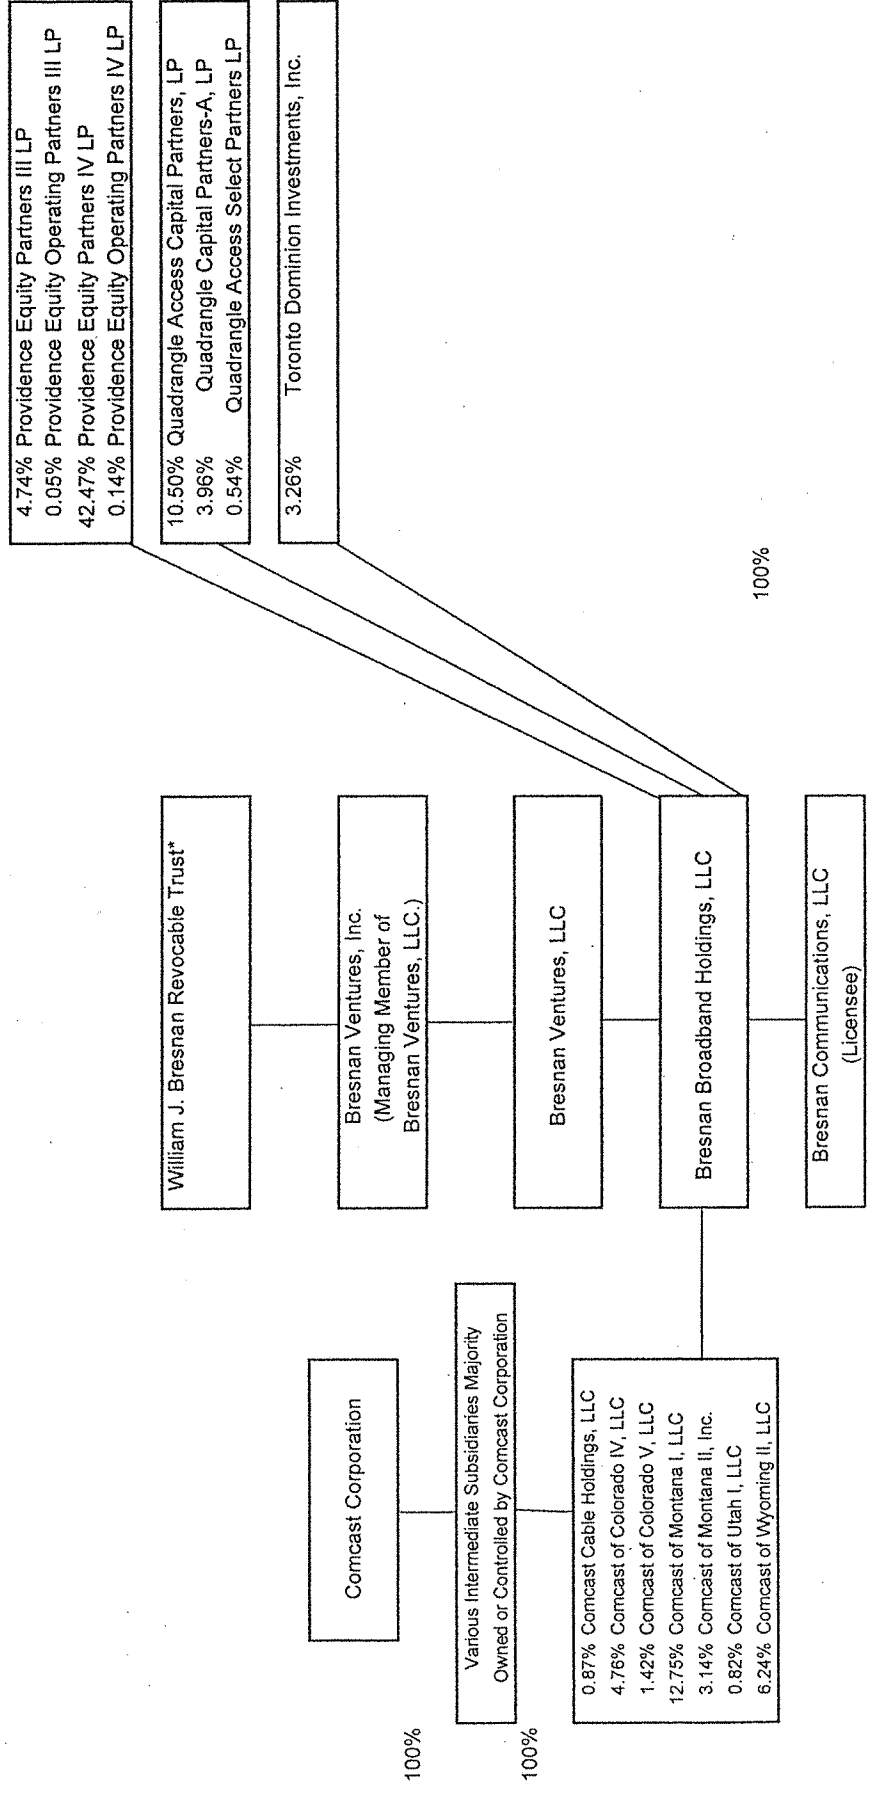 William J. Bresnan Revocable Trust*
Bresnan Ventures, Inc.
(Managing Member of
Bresnan Ventures, LLC.)
Bresnan Ventures, LLC
Bresnan Broadband Holdings, LLC
Bresnan Communications, LLC
(Licensee)
Comcast Corporation
100%
Various Intermediate Subsidiaries Majority
Owned or Controlled by Comcast Corporation
100%
0.87% Comcast Cable Holdings, LLC
4.76% Comcast of Colorado IV, LLC
1.42% Comcast of Colorado V, LLC
12.75% Comcast of Montana I, LLC
3.14% Comcast of Montana II, Inc.
0.82% Comcast of Utah I, LLC
6.24% Comcast of Wyoming II, LLC
4.74% Providence Equity Partners III LP
0.05% Providence Equity Operating Partners III LP
42.47% Providence Equity Partners IV LP
0.14% Providence Equity Operating Partners IV LP
10.50% Quadrangle Access Capital Partners, LP
3.96% Quadrangle Capital Partners-A, LP
0.54% Quadrangle Access Select Partners LP
3.26% Toronto Dominion Investments, Inc.
100%